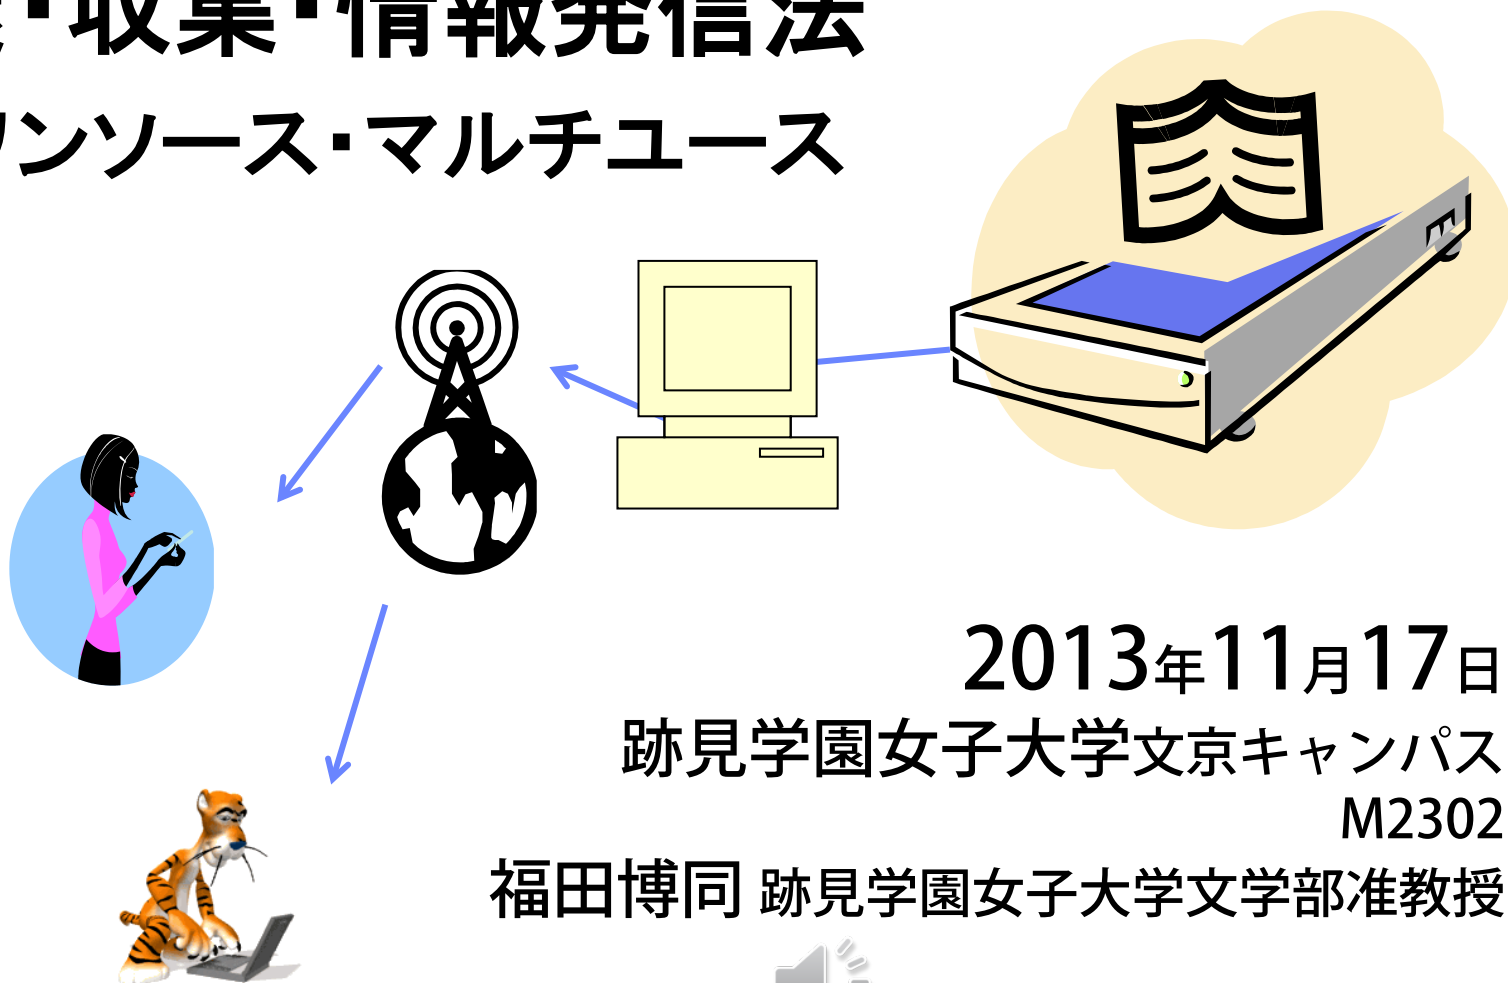 ・収集・情報発信法
ワンソース・マルチユース
2013年11月17日
跡見学園女子大学文京キャンパス
M2302
福田博同 跡見学園女子大学文学部准教授